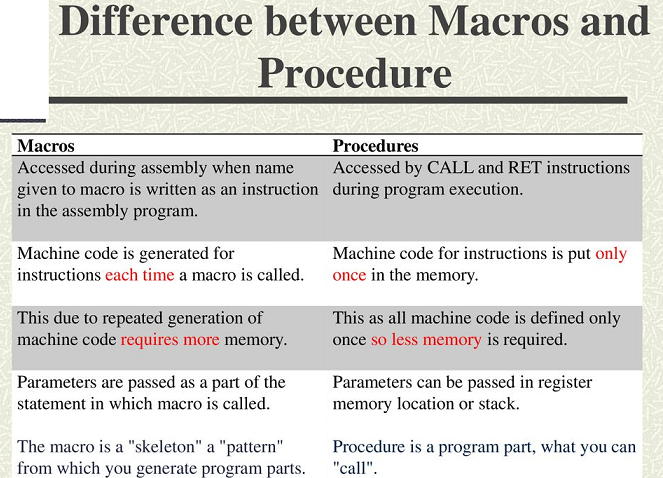 Difference between Macros and
Procedure
Macros
Procedures
Accessed during assembly when name
given to macro is written as an instruction
in the assembly program.
Accessed by CALL and RET instructions
during program execution.
Machine code is generated for
instructions each time a macro is called.
Machine code for instructions is put only
once in the memory.
This due to repeated generation of
machine code requires more memory.
This as all machine code is defined only
once so less memory is required.
Parameters are passed as a part of the
statement in which macro is called.
Parameters can be passed in register
memory location or stack.
The macro is a "skeleton" a "pattern"
from which you generate program parts.
Procedure is a program part, what you can
"call".